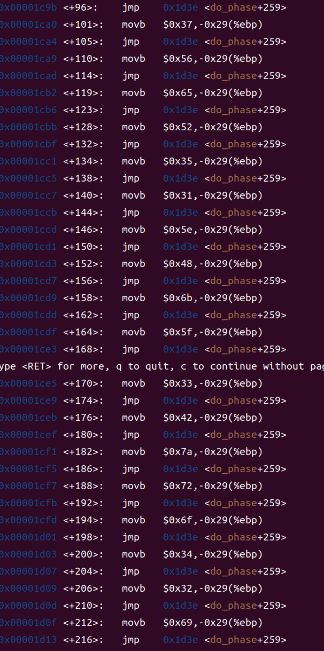 0x00001c9b <+96>: jmp 0x1d3e <do_phase+259>
0x00001ca0 <+101>: movb $0x37,-0x29(%ebp)
0x00001ca4 <+105>: jmp 0x1d3e <do_phase+259>
0x00001ca9 <+110>: movb $0x56,-0x29(%ebp)
0x00001cad <+114>: jmp 0x1d3e <do_phase+259>
0x00001cb2 <+119>: movb $0x65,-0x29(%ebp)
0x00001cb6 <+123>: jmp 0x1d3e <do_phase+259>
0x00001cbb <+128>: movb $0x52,-0x29(%ebp)
0x00001cbf <+132>: jmp 0x1d3e <do_phase+259>
0x00001cc1 <+134>: movb $0x35,-0x29(%ebp)
0x00001cc5 <+138>: jmp 0x1d3e <do_phase+259>
0x00001cc7 <+140>: movb $0x31,-0x29(%ebp)
0x00001ccb <+144>: jmp 0x1d3e <do_phase+259>
0x00001ccd <+146>: movb $0x5e,-0x29(%ebp)
0x00001cd1 <+150>: jmp 0x1d3e <do_phase+259>
0x00001cd3 <+152>: movb $0x48,-0x29(%ebp)
0x00001cd7 <+156>: jmp 0x1d3e <do_phase+259>
0x00001cd9 <+158>: movb $0x6b,-0x29(%ebp)
0x00001cdd <+162>: jmp 0x1d3e <do_phase+259>
0x00001cdf <+164>: movb $0x5f,-0x29(%ebp)
0x00001ce3 <+168>: jmp 0x1d3e <do_phase+259>
ype <RET> for more, q to quit, c to continue without pag
0x00001ce5 <+170>: movb $0x33,-0x29(%ebp)
0x00001ce9 <+174>: jmp 0x1d3e <do_phase+259>
0x00001ceb <+176>: movb $0x42,-0x29(%ebp)
0x00001cef <+180>: jmp 0x1d3e <do_phase+259>
0x00001cf1 <+182>: movb $0x7a,-0x29(%ebp)
0x00001cf5 <+186>: jmp 0x1d3e <do_phase+259>
0x00001cf7 <+188>: movb $0x72,-0x29(%ebp)
0x00001cfb <+192>: jmp 0x1d3e <do_phase+259>
0x00001cfd <+194>: movb $0x6f,-0x29(%ebp)
0x00001d01 <+198>: jmp 0x1d3e <do_phase+259>
0x00001d03 <+200>: movb $0x34,-0x29(%ebp)
0x00001d07 <+204>: jmp 0x1d3e <do_phase+259>
0x00001d09 <+206>: movb $0x32,-0x29(%ebp)
0x00001d0d <+210>: jmp 0x1d3e <do_phase+259>
0x00001d0f <+212>: movb $0x69,-0x29(%ebp)
0x00001d13 <+216>: jmp 0x1d3e <do_phase+259>